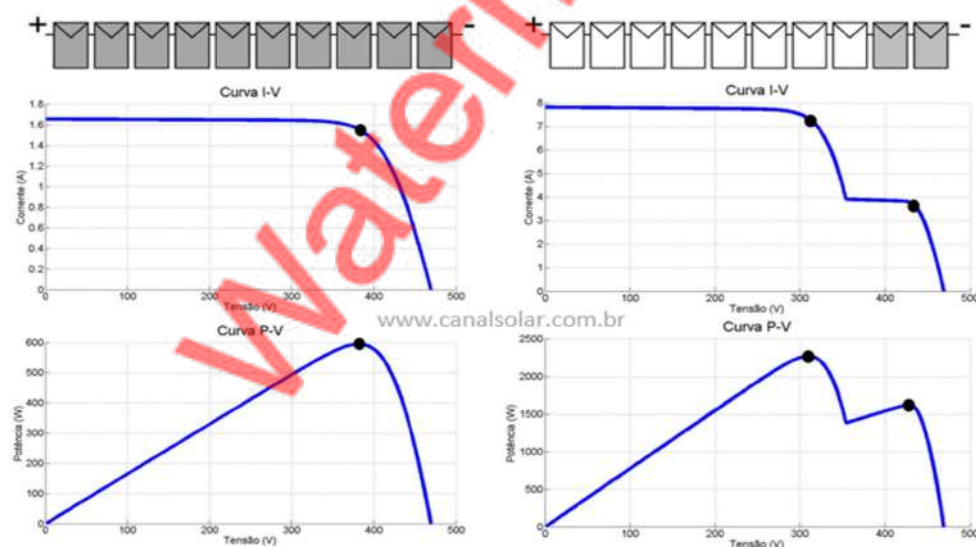 + -
+ -
Curva I-V
1.8
1.6
1.4
1.2
1
0.8
0.6
0.4
0.2
0
Corrente (A)
0 100 200 300 400 500
Tensão (V)
Curva I-V
8
7
6
5
4
3
2
1
0
Corrente (A)
0 100 200 300 400 500
Tensão (V)
www.canalsolar.com.br
Curva P-V
600
500
400
300
200
100
0
Potência (W)
0 100 200 300 400 500
Tensão (V)
Curva P-V
2500
2000
1500
1000
500
0
Potência (W)
0 100 200 300 400 500
Tensão (V)